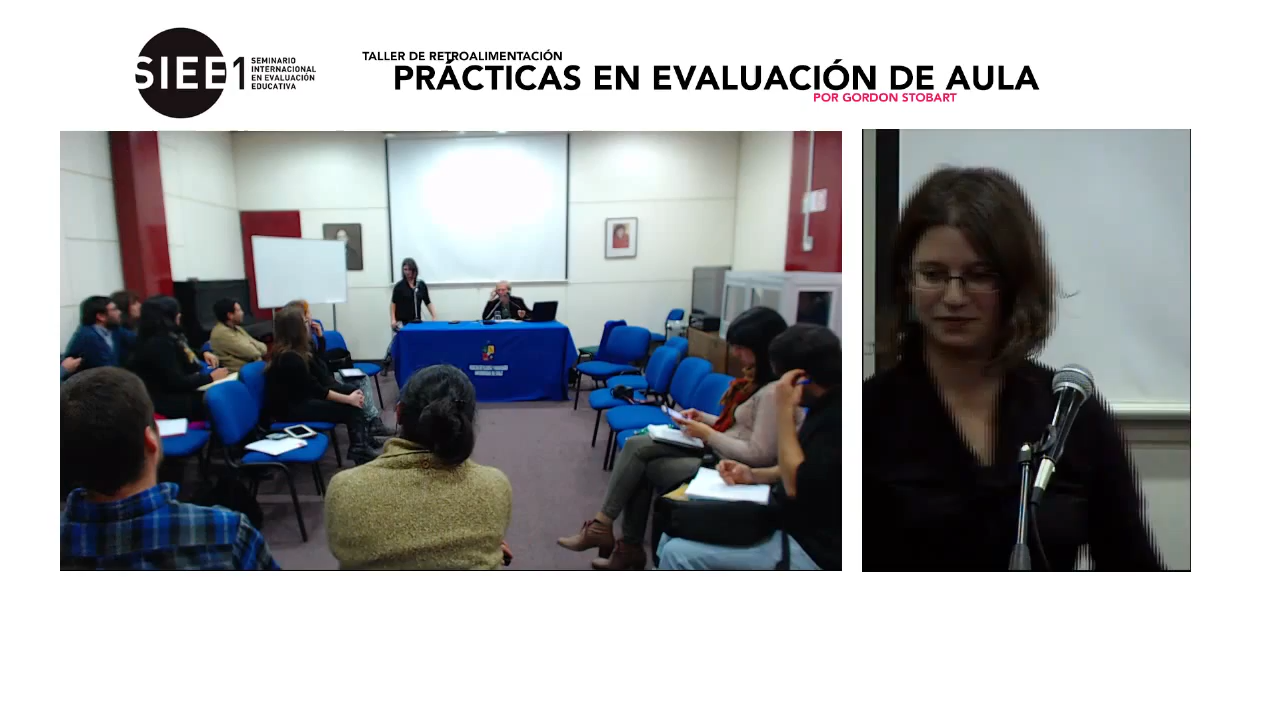 SIEE1
SEMINARIO
INTERNACIONAL
EN EVALUACIÓN
EDUCATIVA
TALLER DE RETROALIMENTACIÓN
PRÁCTICAS EN EVALUACIÓN DE AULA
POR GORDON STOBART